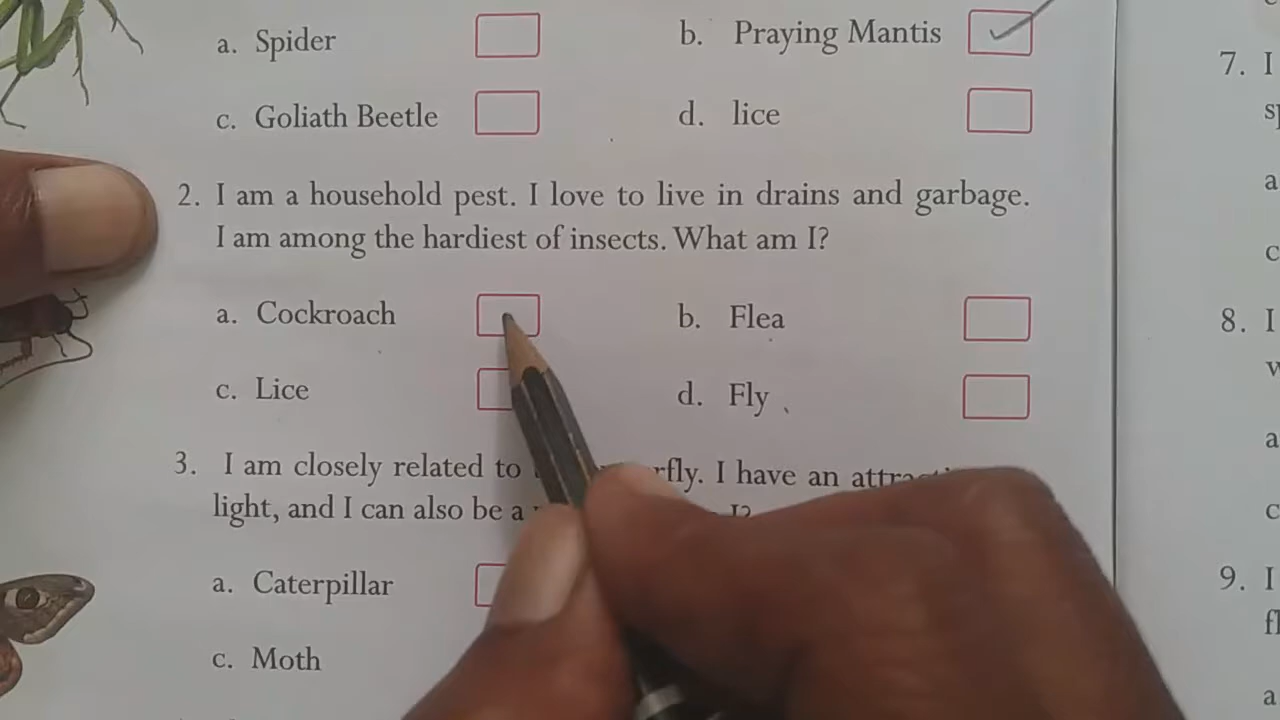 a. Spider
b. Praying Mantis
c. Goliath Beetle
d. lice
2. I am a household pest. I love to live in drains and garbage.
I am among the hardiest of insects. What am I?
a. Cockroach
b. Flea
c. Lice
d. Fly
3. I am closely related to rfly. I have an
light, and I can also be a I?
a. Caterpillar
c. Moth
7. I
a
c
8. I
a
c
9. I
fl
a